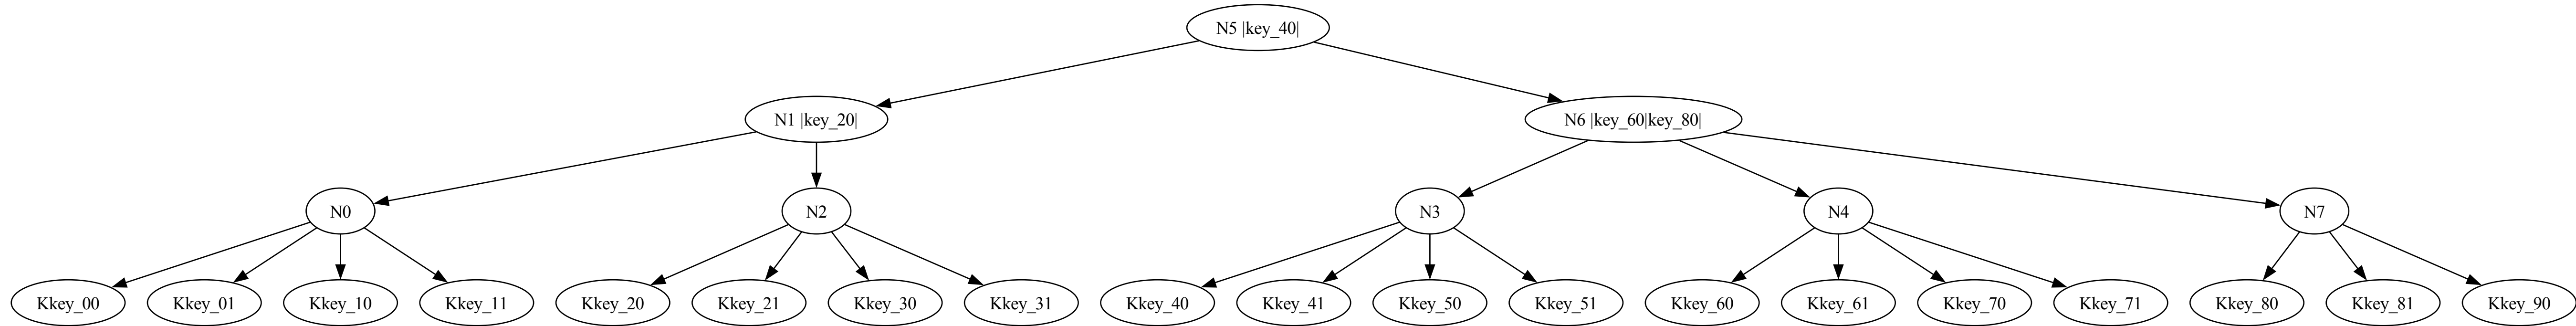 N5 |key_40|
N1 |key_20|
N6 |key_60|key_80|
N0
N2
N3
N4
N7
Kkey_00
Kkey_01
Kkey_10
Kkey_11
Kkey_20
Kkey_21
Kkey_30
Kkey_31
Kkey_40
Kkey_41
Kkey_50
Kkey_51
Kkey_60
Kkey_61
Kkey_70
Kkey_71
Kkey_80
Kkey_81
Kkey_90